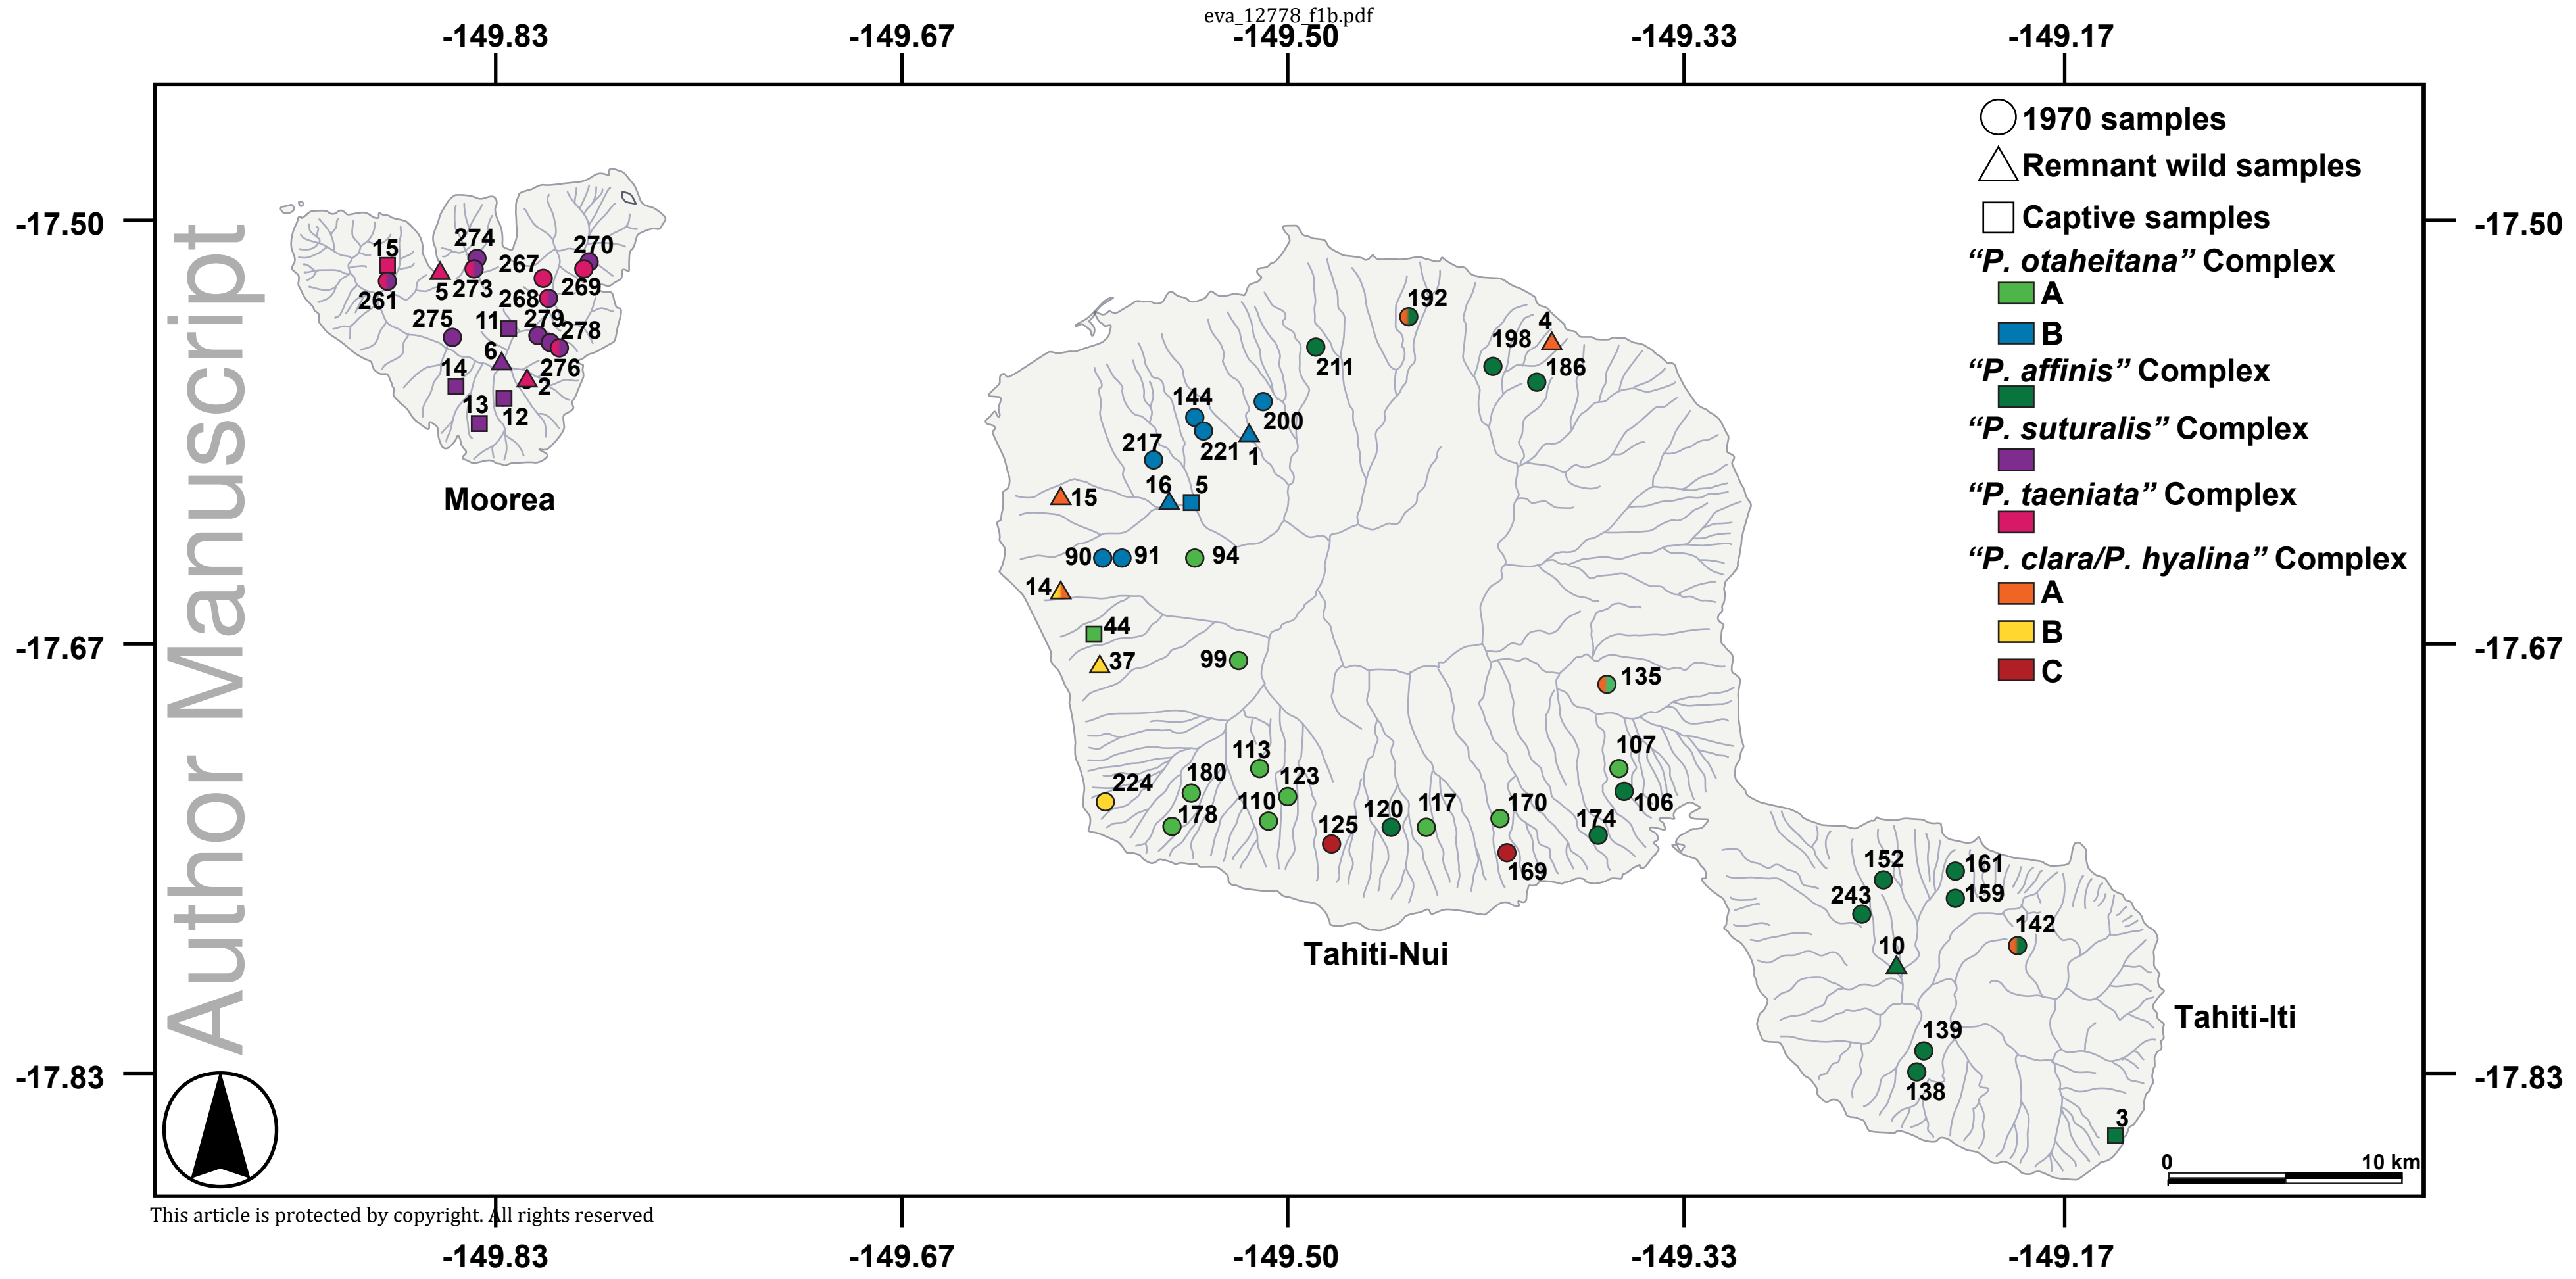 eva_12778_f1b.pdf
-149.83 -149.67 -149.50 -149.33 -149.17
1970 samples
Remnant wild samples
-17.50 Captive samples -17.50
“P. otaheitana” Complex
A
B
“P. affinis” Complex
“P. suturalis” Complex
“P. taeniata” Complex
“P. clara/P. hyalina” Complex
A
B
C
-17.67 -17.67
-17.83 -17.83
Author Manuscript
15
261
5
274
273
267
268
270
269
275
11
279
278
276
6
2
14
13
12
Moorea
192
211
198
4
186
144
221
200
1
217
16
5
15
90
91
94
14
44
37
99
135
113
180
123
110
224
178
125
120
117
170
169
107
106
174
Tahiti-Nui
152
161
243
159
142
10
139
138
3
Tahiti-Iti
0 10 km
This article is protected by copyright. All rights reserved
-149.83 -149.67 -149.50 -149.33 -149.17